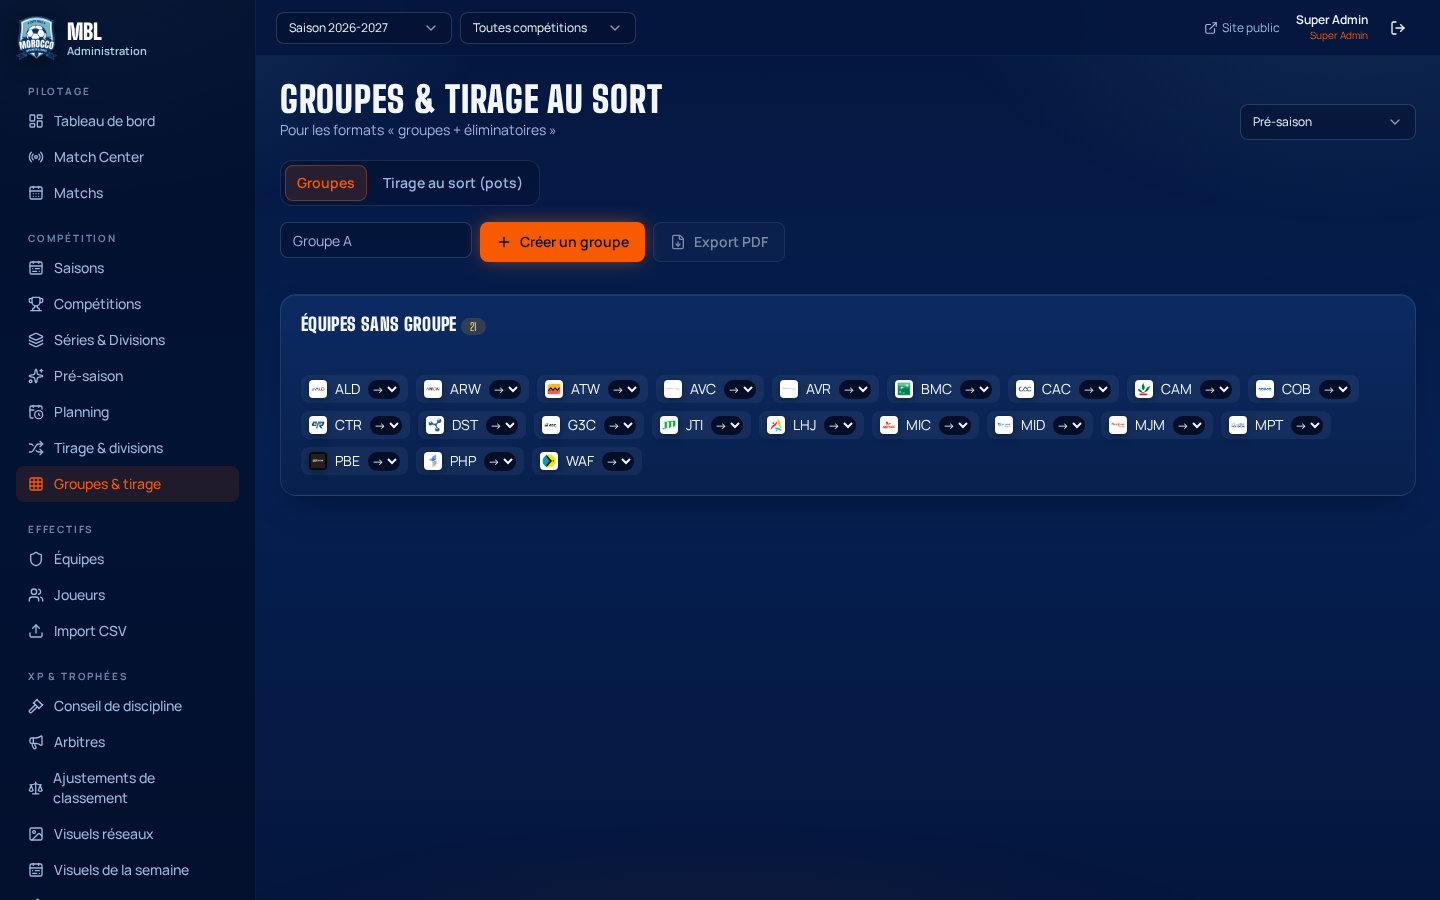 MBL
Administration
Saison 2026-2027
Toutes compétitions
Site public
Super Admin
Super Admin
PILOTAGE
Tableau de bord
Match Center
Matchs
COMPÉTITION
Saisons
Compétitions
Séries & Divisions
Pré-saison
Planning
Tirage & divisions
Groupes & tirage
EFFECTIFS
Équipes
Joueurs
Import CSV
XP & TROPHÉES
Conseil de discipline
Arbitres
Ajustements de
classement
Visuels réseaux
Visuels de la semaine
GROUPES & TIRAGE AU SORT
Pour les formats « groupes + éliminatoires »
Pré-saison
Groupes
Tirage au sort (pots)
Groupe A
Créer un groupe
Export PDF
ÉQUIPES SANS GROUPE 21
ALD → ARW → ATW → AVC → AVR → BMC → CAC → CAM → COB →
CTR → DST → G3C → JTI → LHJ → MIC → MID → MJM → MPT →
PBE → PHP → WAF →